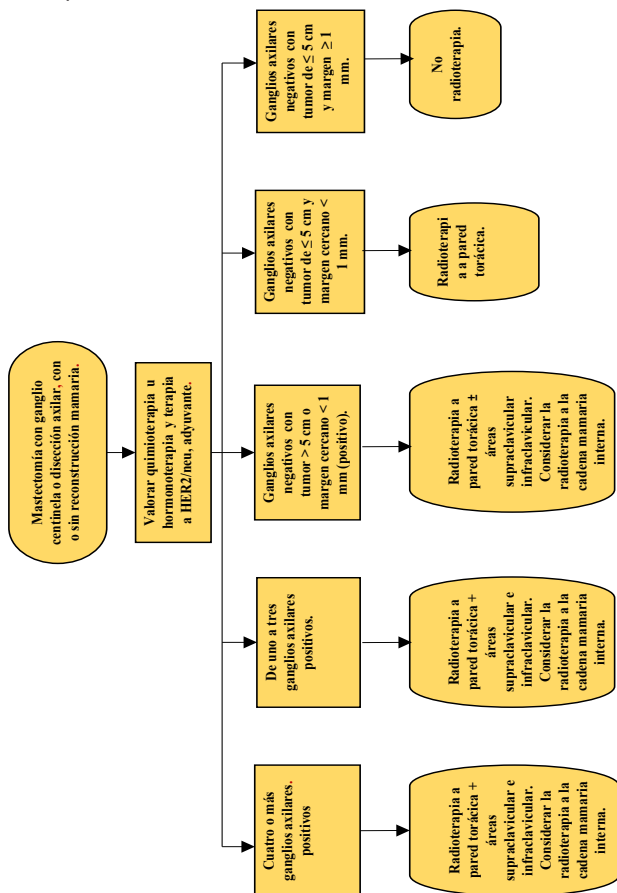 Mastectomía con ganglio
centinela o disección axilar, con
o sin reconstrucción mamaria.
Valorar quimioterapia u
hormonoterapia y terapia
a HER2/neu, adyuvante.
Cuatro o más
ganglios axilares.
positivos
De uno a tres
ganglios axilares
positivos.
Ganglios axilares
negativos con
tumor > 5 cm o
margen cercano < 1
mm (positivo).
Ganglios axilares
negativos con
tumor de ≤ 5 cm y
margen cercano <
1 mm.
Ganglios axilares
negativos con
tumor de ≤ 5 cm
y margen ≥ 1
mm.
Radioterapia a
pared torácica +
áreas
supraclavicular e
infraclavicular.
Considerar la
radioterapia a la
cadena mamaria
interna.
Radioterapia a
pared torácica +
áreas
supraclavicular e
infraclavicular.
Considerar la
radioterapia a la
cadena mamaria
interna.
Radioterapia a
pared torácica ±
áreas
supraclavicular
infraclavicular.
Considerar la
radioterapia a la
cadena mamaria
interna.
Radioterapi
a a pared
torácica.
No
radioterapia.